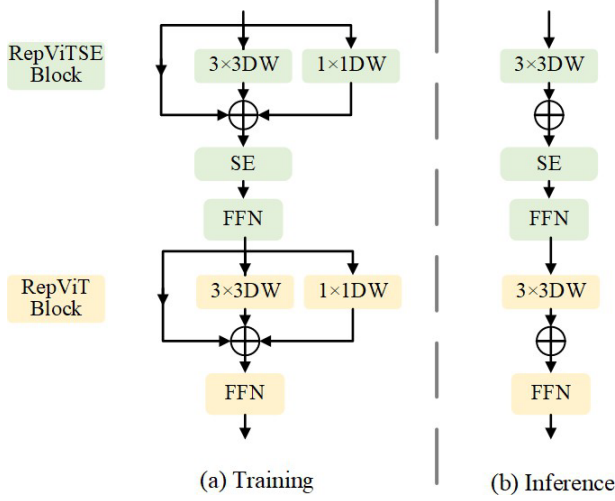 RepViTSE
Block
3×3DW
1×1DW
SE
FFN
RepViT
Block
3×3DW
1×1DW
FFN
(a) Training
3×3DW
SE
FFN
3×3DW
FFN
(b) Inference